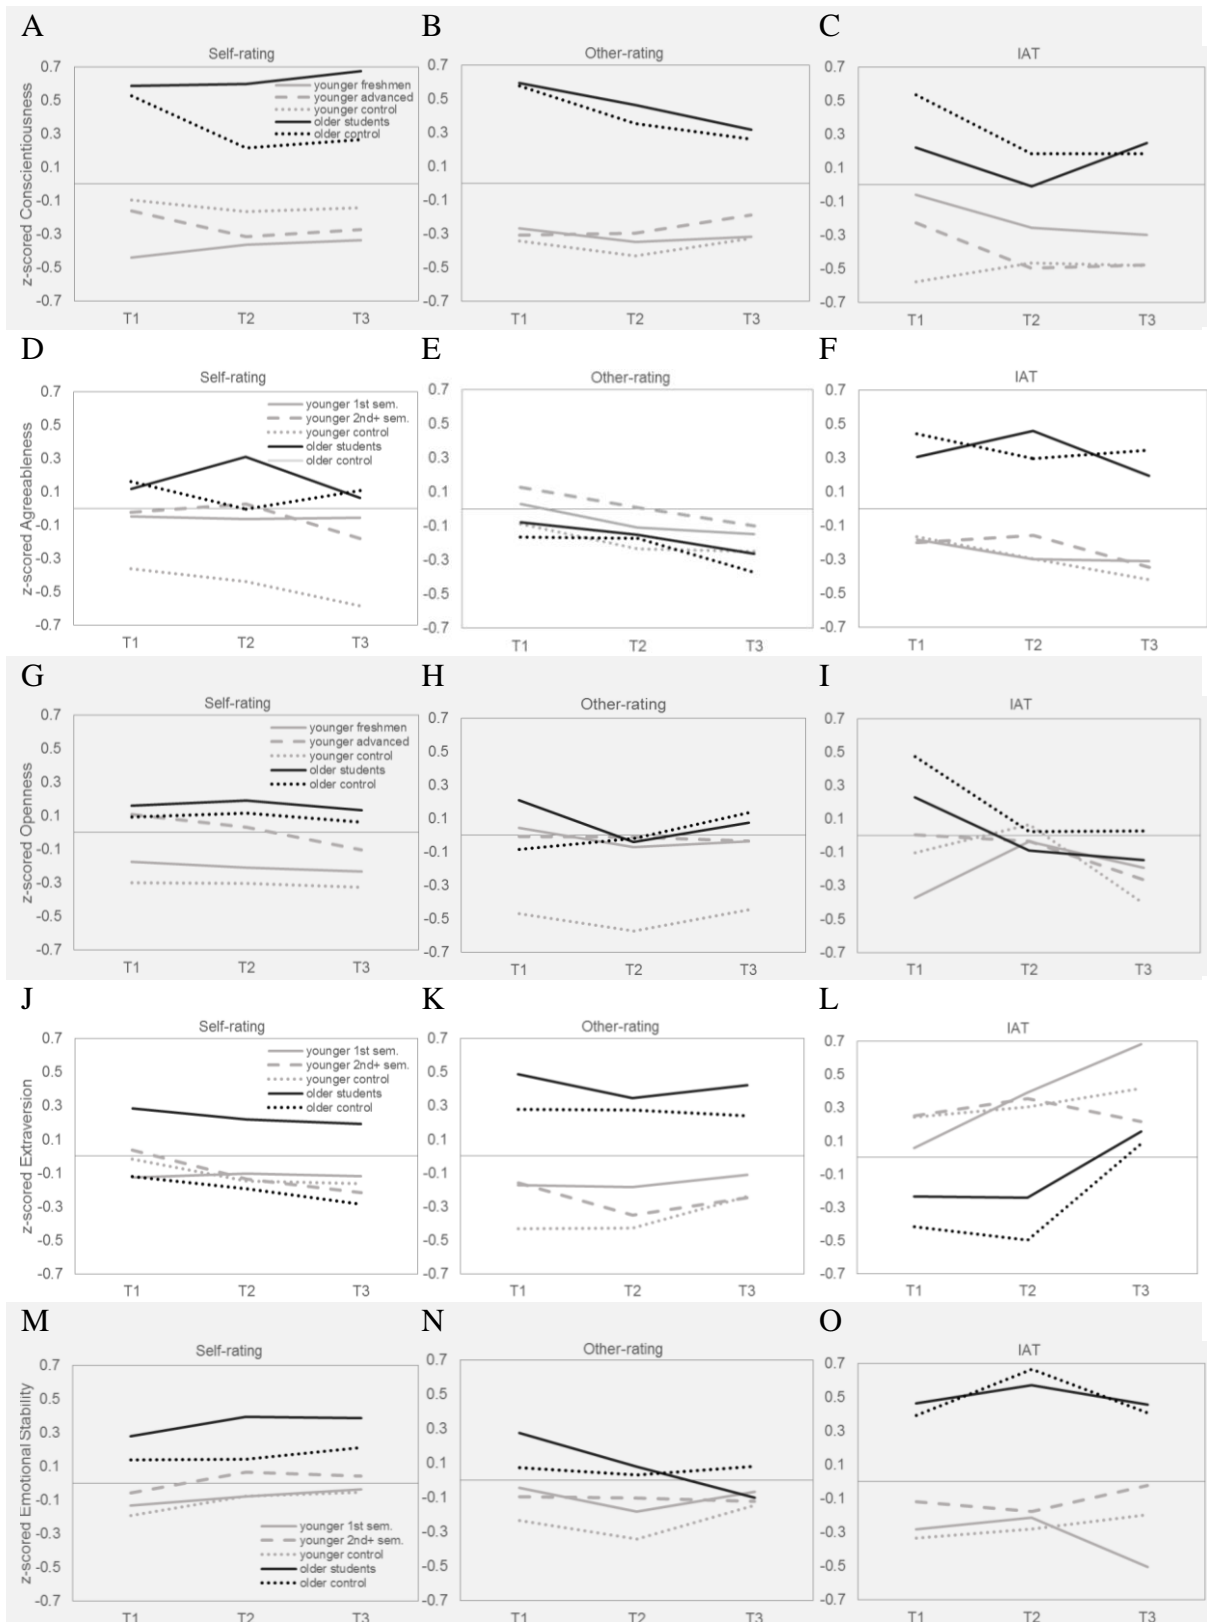 A B C
Self-rating Other-rating IAT
z-scored Conscientiousness
0.7 0.7 0.7
0.5 0.5 0.5
0.3 0.3 0.3
0.1 0.1 0.1
-0.1 -0.1 -0.1
-0.3 -0.3 -0.3
-0.5 -0.5 -0.5
-0.7 -0.7 -0.7
younger freshmen
younger advanced
younger control
older students
older control
T1 T2 T3 T1 T2 T3 T1 T2 T3
D E F
Self-rating Other-rating IAT
z-scored Agreeableness
0.7 0.7 0.7
0.5 0.5 0.5
0.3 0.3 0.3
0.1 0.1 0.1
-0.1 -0.1 -0.1
-0.3 -0.3 -0.3
-0.5 -0.5 -0.5
-0.7 -0.7 -0.7
younger 1st sem.
younger 2nd+ sem.
younger control
older students
older control
T1 T2 T3 T1 T2 T3 T1 T2 T3
G H I
Self-rating Other-rating IAT
z-scored Openness
0.7 0.7 0.7
0.5 0.5 0.5
0.3 0.3 0.3
0.1 0.1 0.1
-0.1 -0.1 -0.1
-0.3 -0.3 -0.3
-0.5 -0.5 -0.5
-0.7 -0.7 -0.7
younger freshmen
younger advanced
younger control
older students
older control
T1 T2 T3 T1 T2 T3 T1 T2 T3
J K L
Self-rating Other-rating IAT
z-scored Extraversion
0.7 0.7 0.7
0.5 0.5 0.5
0.3 0.3 0.3
0.1 0.1 0.1
-0.1 -0.1 -0.1
-0.3 -0.3 -0.3
-0.5 -0.5 -0.5
-0.7 -0.7 -0.7
younger 1st sem.
younger 2nd+ sem.
younger control
older students
older control
T1 T2 T3 T1 T2 T3 T1 T2 T3
M N O
Self-rating Other-rating IAT
z-scored Emotional Stability
0.7 0.7 0.7
0.5 0.5 0.5
0.3 0.3 0.3
0.1 0.1 0.1
-0.1 -0.1 -0.1
-0.3 -0.3 -0.3
-0.5 -0.5 -0.5
-0.7 -0.7 -0.7
younger 1st sem.
younger 2nd+ sem.
younger control
older students
older control
T1 T2 T3 T1 T2 T3 T1 T2 T3